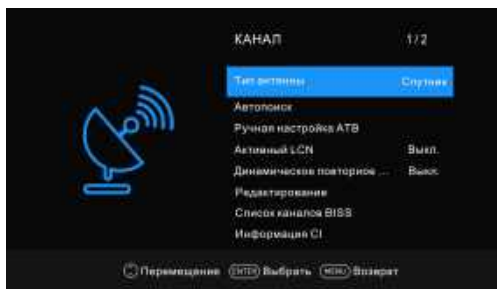 КАНАЛ 1/2
Тип антенны Спутник
Автопоиск
Ручная настройка АТВ
Активный LCN Выкл.
Динамическое повторное ... Выкл.
Редактирование
Список каналов BISS
Информация CI
Перемещение ENTER Выбрать MENU Возврат